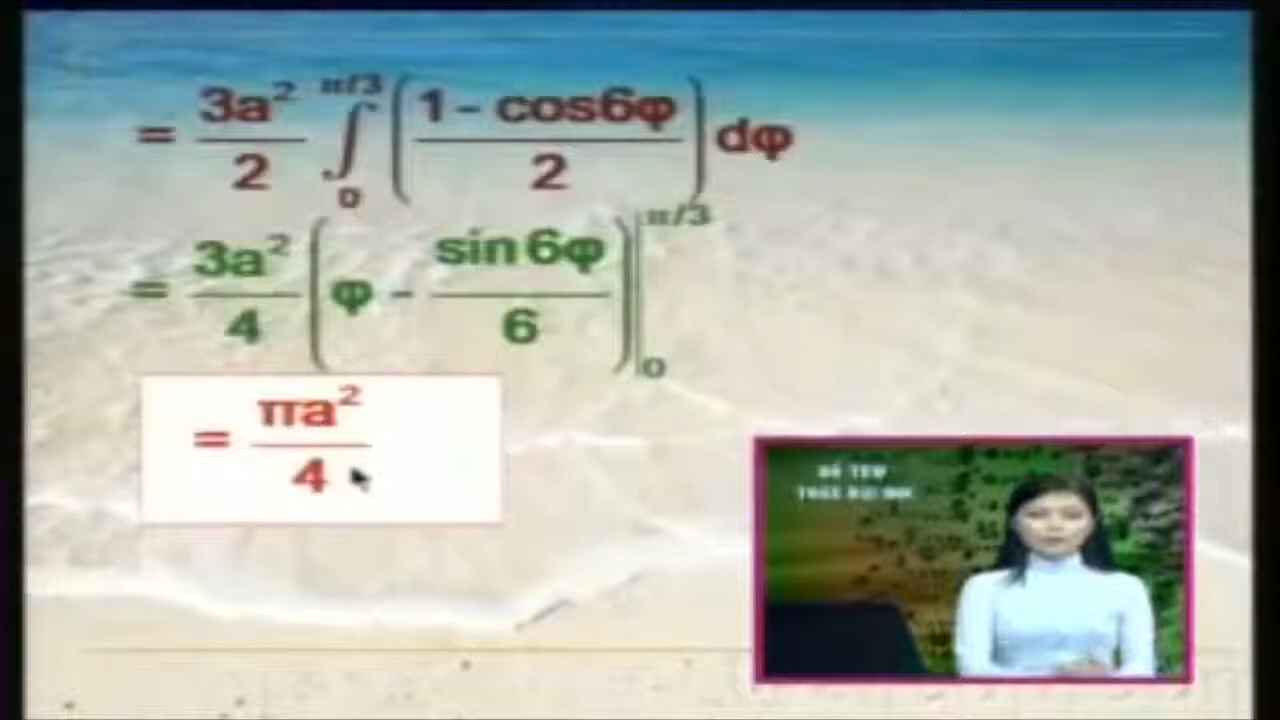 = 3a² / 2 ∫₀^π/3 ( (1 - cos6φ) / 2 ) dφ
= 3a² / 4 ( φ - sin 6φ / 6 ) |₀^π/3
= πa² / 4